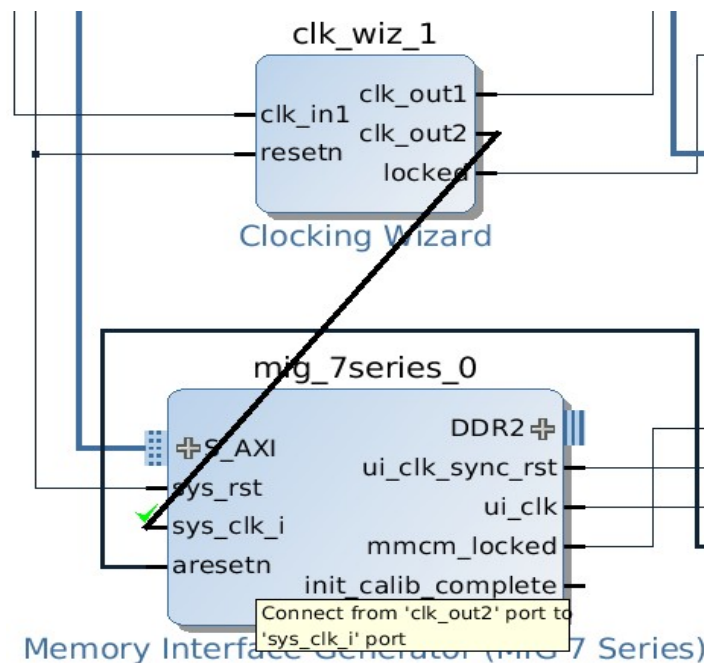 clk_wiz_1
clk_out1
clk_in1
clk_out2
resetn
locked
Clocking Wizard
mig_7series_0
DDR2
S_AXI
ui_clk_sync_rst
sys_rst
ui_clk
sys_clk_i
mmcm_locked
aresetn
init_calib_complete
Connect from 'clk_out2' port to
'sys_clk_i' port
Memory Interface Generator (MIG 7 Series)